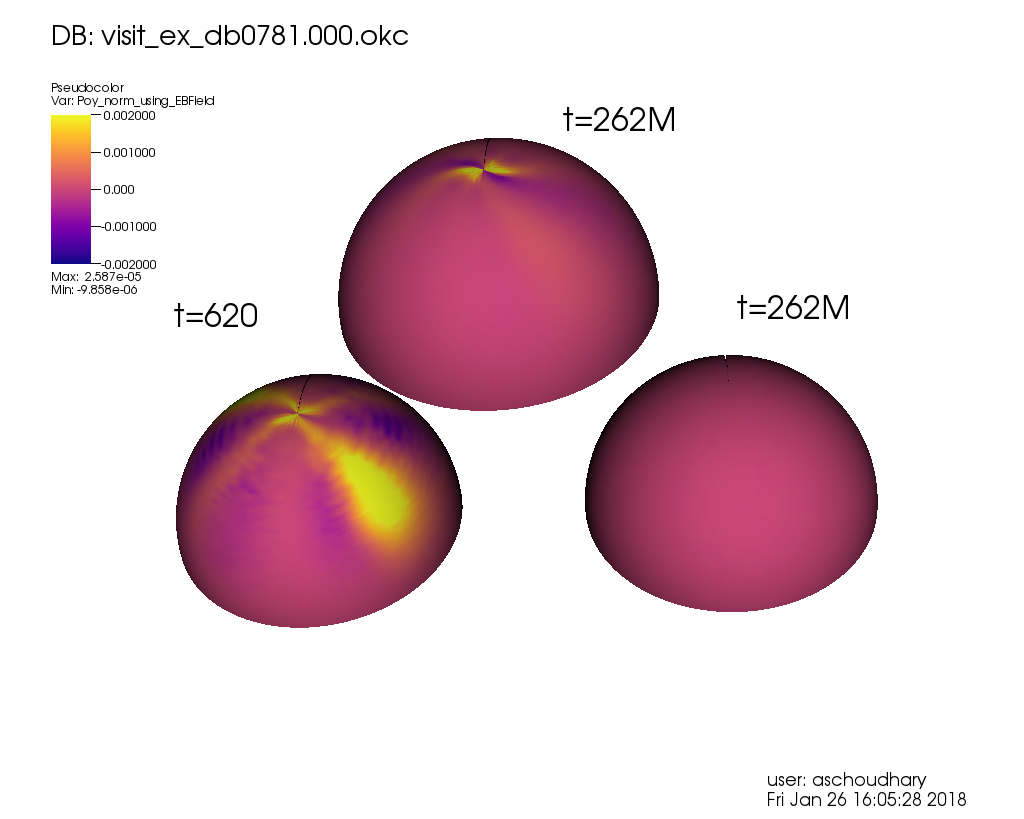 DB: visit_ex_db0781.000.okc
Pseudocolor
Var: Poy_norm_using_EBField
0.002000
0.001000
0.000
-0.001000
-0.002000
Max: 2.587e-05
Min: -9.858e-06
t=262M
t=620
t=262M
user: aschoudhary
Fri Jan 26 16:05:28 2018